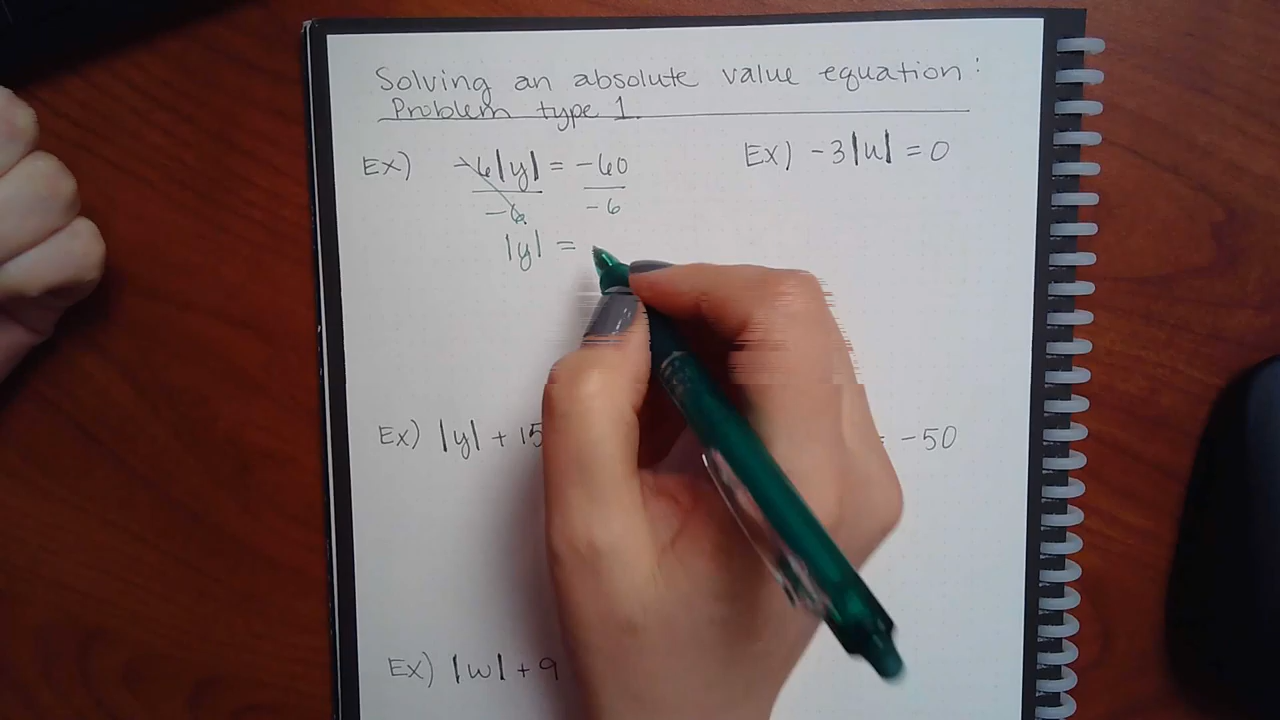 Solving an absolute value equation:
Problem type 1
Ex) -6|y| = -60
-6 -6
|y| =
Ex) -3|u| = 0
Ex) |y| + 15
= -50
Ex) |w| + 9